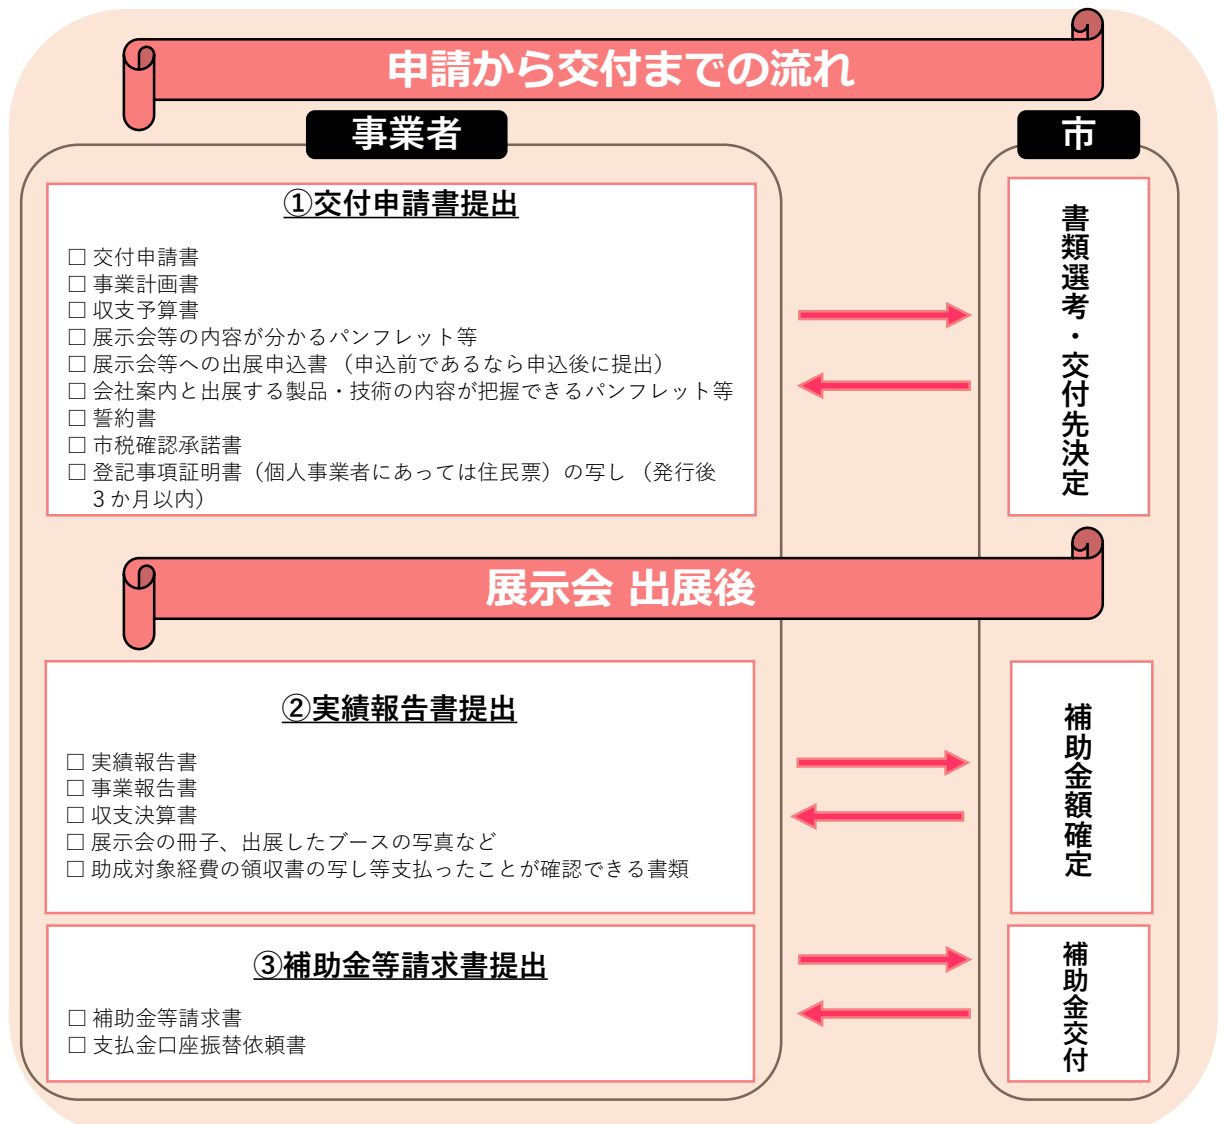 申請から交付までの流れ
事業者
市
①交付申請書提出
□ 交付申請書
□ 事業計画書
□ 収支予算書
□ 展示会等の内容が分かるパンフレット等
□ 展示会等への出展申込書 （申込前であるなら申込後に提出）
□ 会社案内と出展する製品・技術の内容が把握できるパンフレット等
□ 誓約書
□ 市税確認承諾書
□ 登記事項証明書（個人事業者にあっては住民票）の写し （発行後
３か月以内）
書類選考・交付先決定
展示会 出展後
②実績報告書提出
□ 実績報告書
□ 事業報告書
□ 収支決算書
□ 展示会の冊子、出展したブースの写真など
□ 助成対象経費の領収書の写し等支払ったことが確認できる書類
補助金額確定
③補助金等請求書提出
□ 補助金等請求書
□ 支払金口座振替依頼書
補助金交付